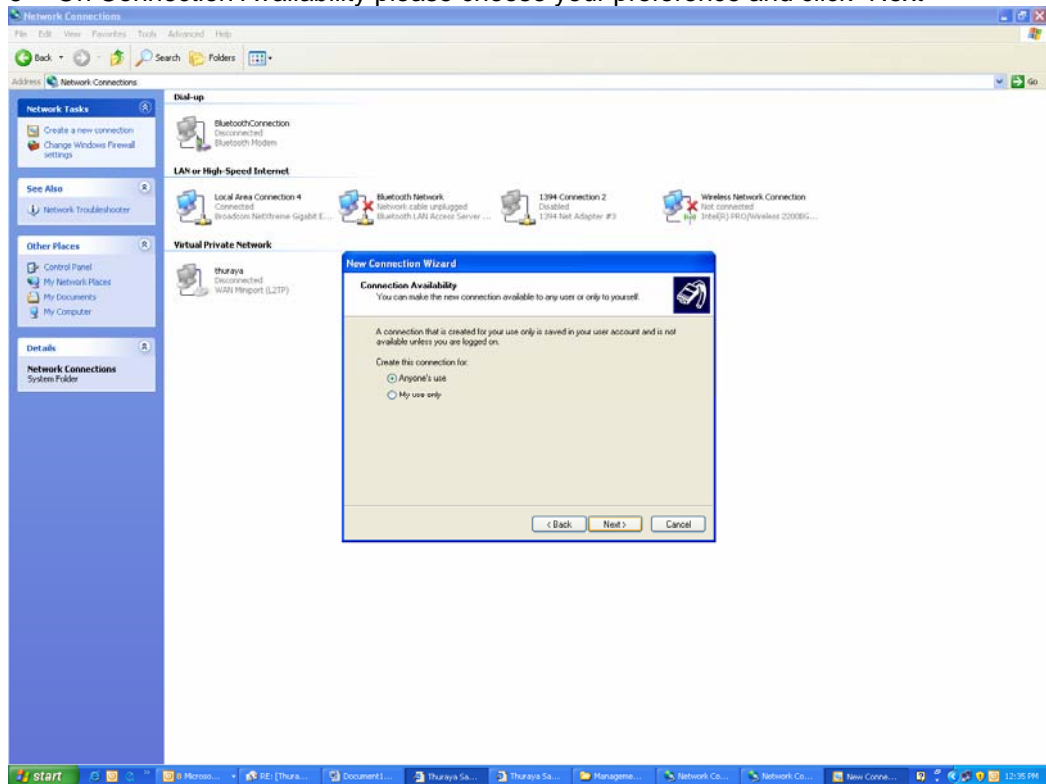 On Connection Availability please choose your preference and click "Next"
Network Connections
File Edit View Favorites Tools Advanced Help
Back Search Folders
Address Network Connections Go
Network Tasks
Create a new connection
Change Windows Firewall
settings
See Also
Network Troubleshooter
Other Places
Control Panel
My Network Places
My Documents
My Computer
Details
Network Connections
System Folder
Dial-up
BluetoothConnection
Disconnected
Bluetooth Modem
LAN or High-Speed Internet
Local Area Connection 4
Connected
Broadcom NetXtreme Gigabit E...
Bluetooth Network
Network cable unplugged
Bluetooth LAN Access Server ...
1394 Connection 2
Disabled
1394 Net Adapter #3
Wireless Network Connection
Not connected
Intel(R) PRO/Wireless 2200BG...
Virtual Private Network
thuraya
Disconnected
WAN Miniport (L2TP)
New Connection Wizard
Connection Availability
You can make the new connection available to any user or only to yourself.
A connection that is created for your use only is saved in your user account and is not
available unless you are logged on.
Create this connection for:
Anyone's use
My use only
< Back Next > Cancel
start 8 Microso... RE: [Thura... Document1... Thuraya Sa... Thuraya Sa... Manageme... Network Co... Network Co... New Conne... 12:35 PM